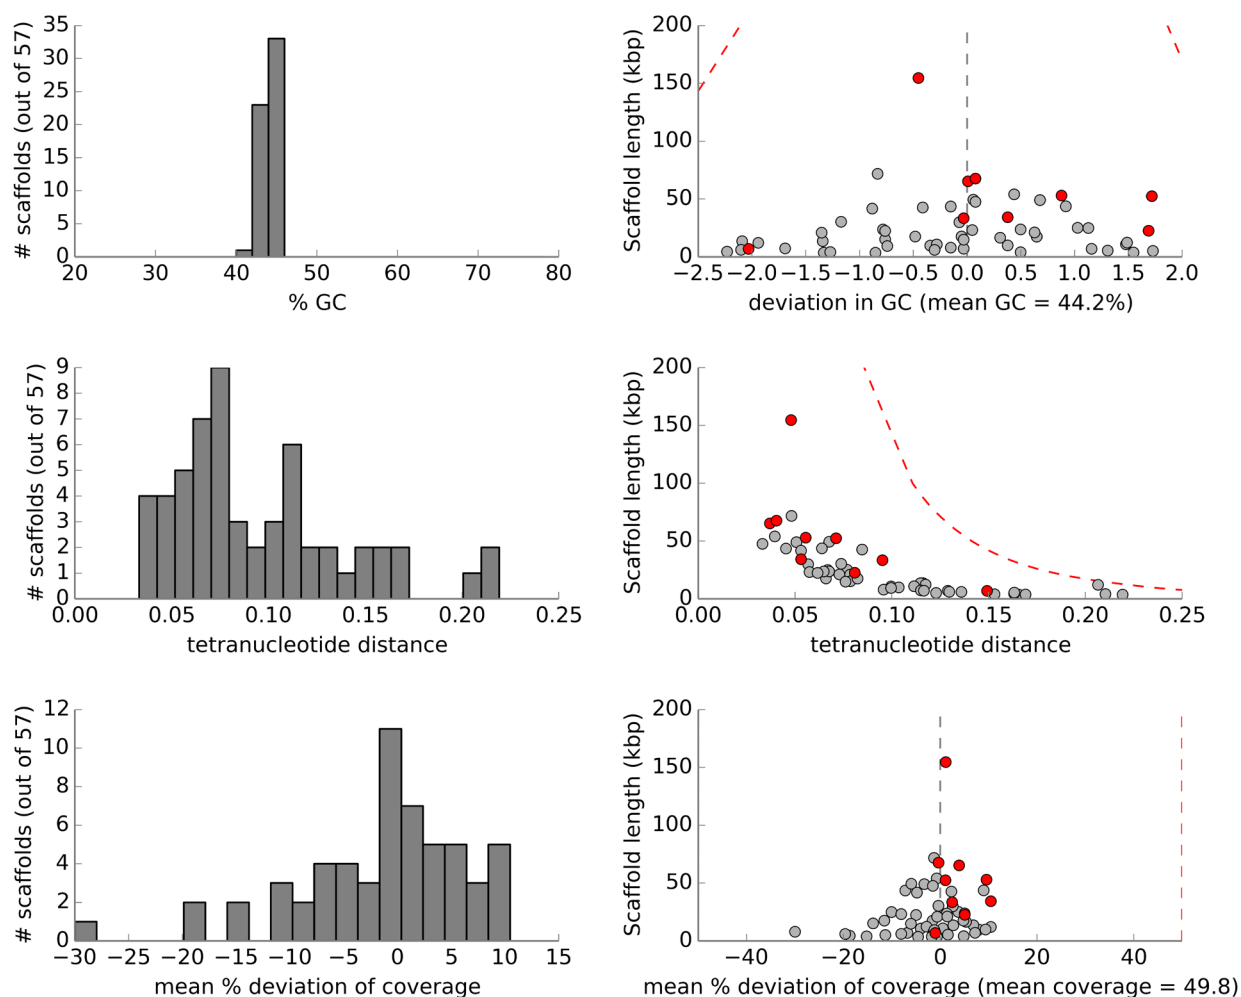 # scaffolds (out of 57)
35
30
25
20
15
10
5
0
20 30 40 50 60 70 80
% GC
Scaffold length (kbp)
200
150
100
50
0
−2.5 −2.0 −1.5 −1.0 −0.5 0.0 0.5 1.0 1.5 2.0
deviation in GC (mean GC = 44.2%)
# scaffolds (out of 57)
9
8
7
6
5
4
3
2
1
0
0.00 0.05 0.10 0.15 0.20 0.25
tetranucleotide distance
Scaffold length (kbp)
200
150
100
50
0
0.00 0.05 0.10 0.15 0.20 0.25
tetranucleotide distance
# scaffolds (out of 57)
12
10
8
6
4
2
0
−30 −25 −20 −15 −10 −5 0 5 10 15
mean % deviation of coverage
Scaffold length (kbp)
200
150
100
50
0
−40 −20 0 20 40
mean % deviation of coverage (mean coverage = 49.8)